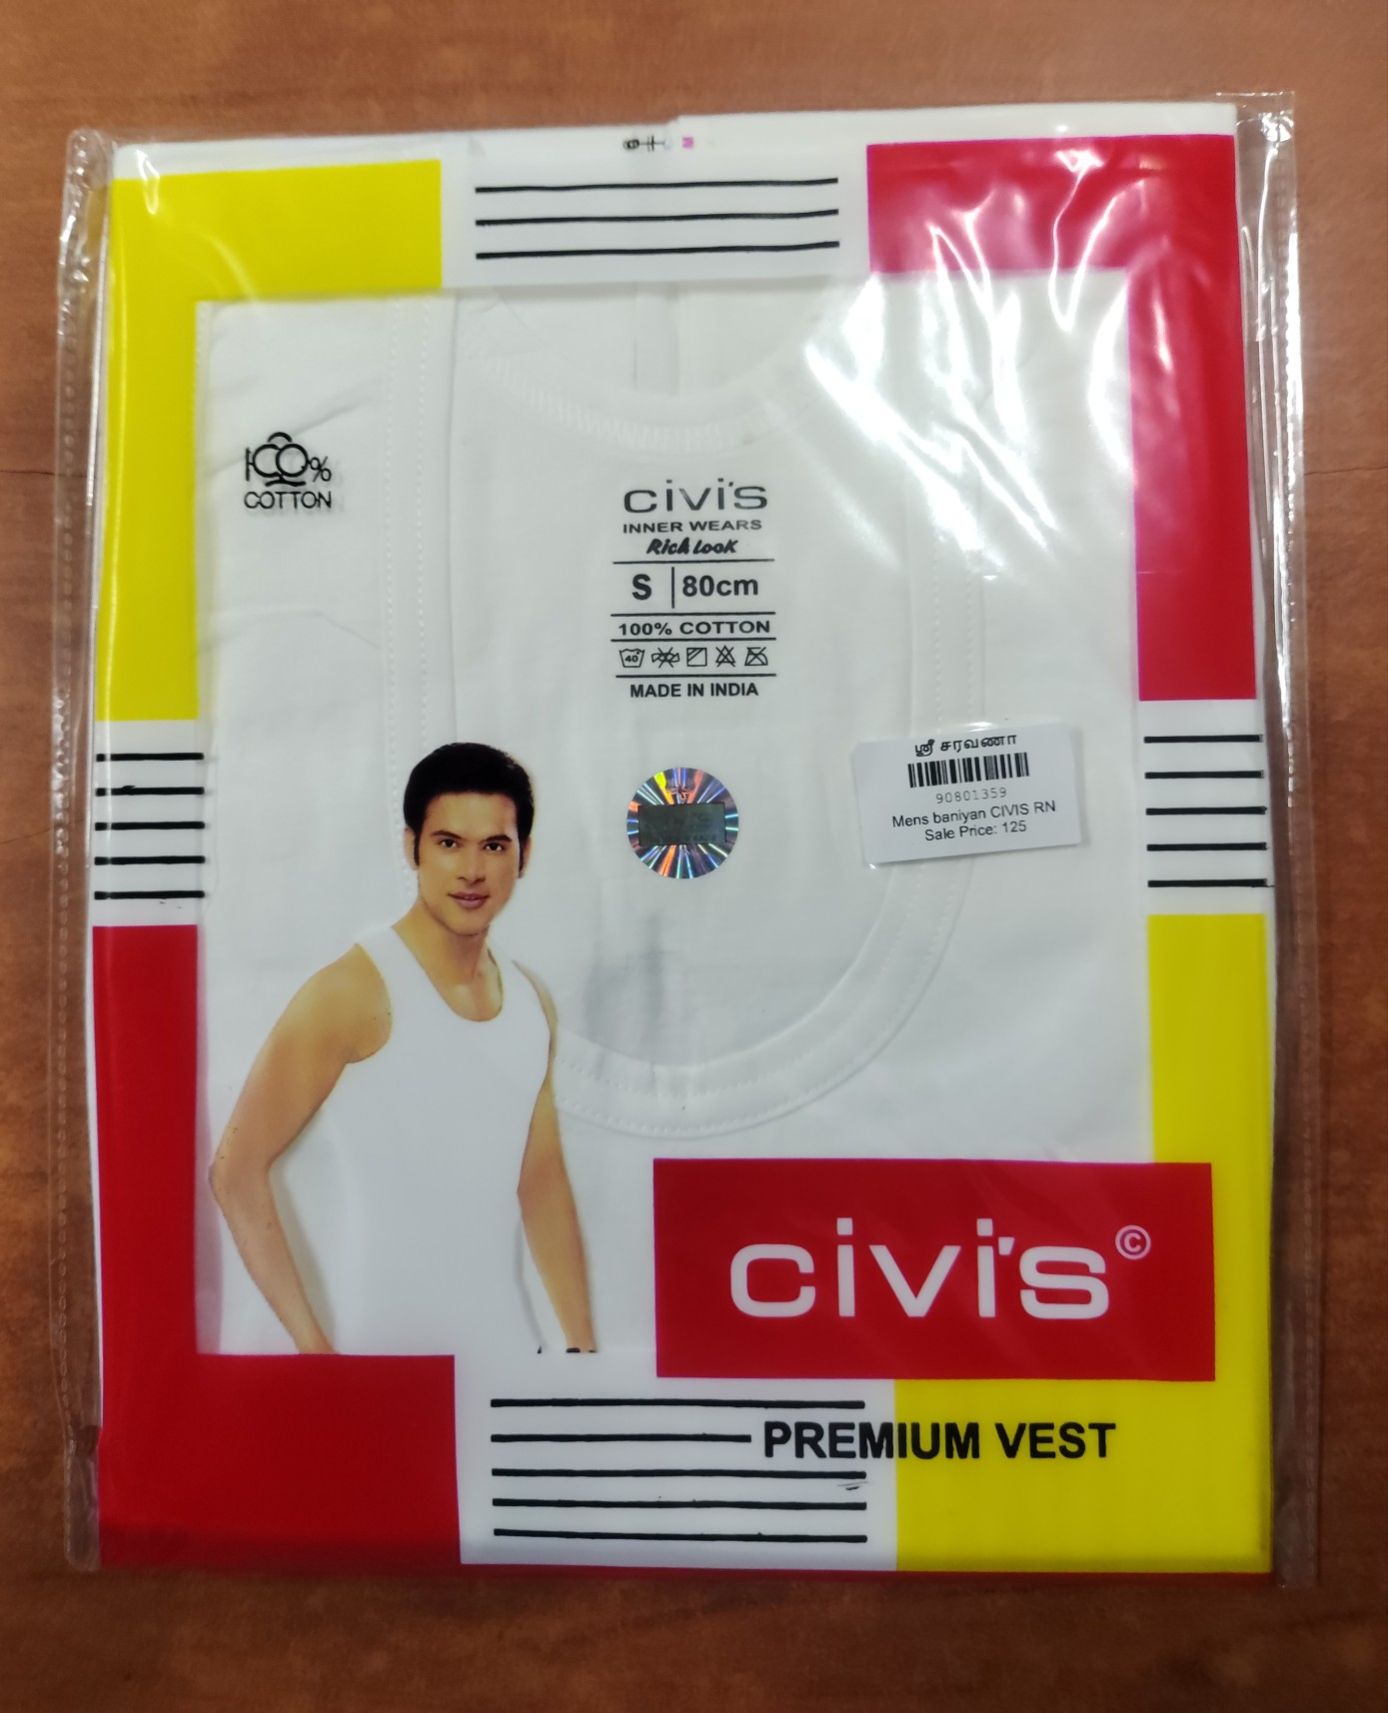 100%
COTTON
civi's
INNER WEARS
Rich Look
S | 80cm
100% COTTON
40
MADE IN INDIA
ஸ்ரீ சரவணா
90801359
Mens baniyan CIVIS RN
Sale Price: 125
civi's ©
PREMIUM VEST